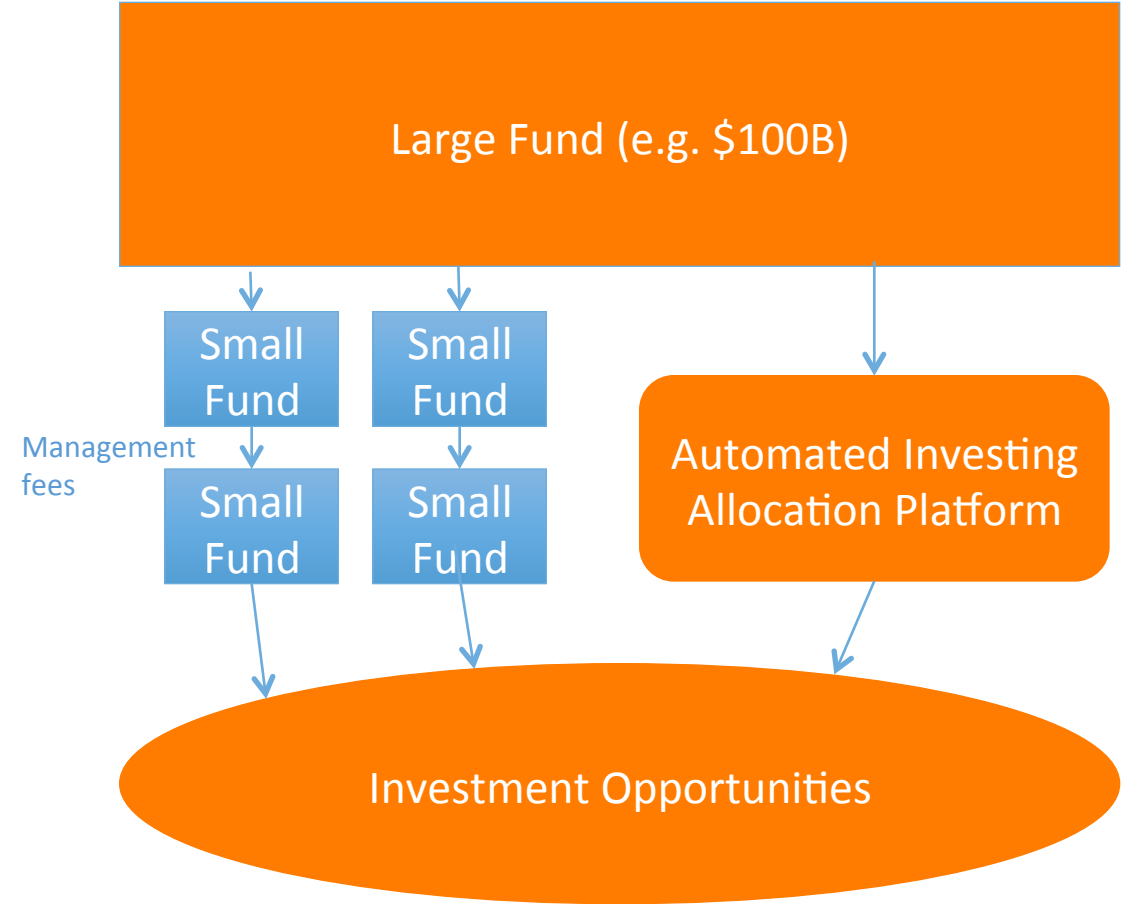 Large Fund (e.g. $100B)
Small
Fund
Small
Fund
Management
fees
Small
Fund
Small
Fund
Automated Investing
Allocation Platform
Investment Opportunities